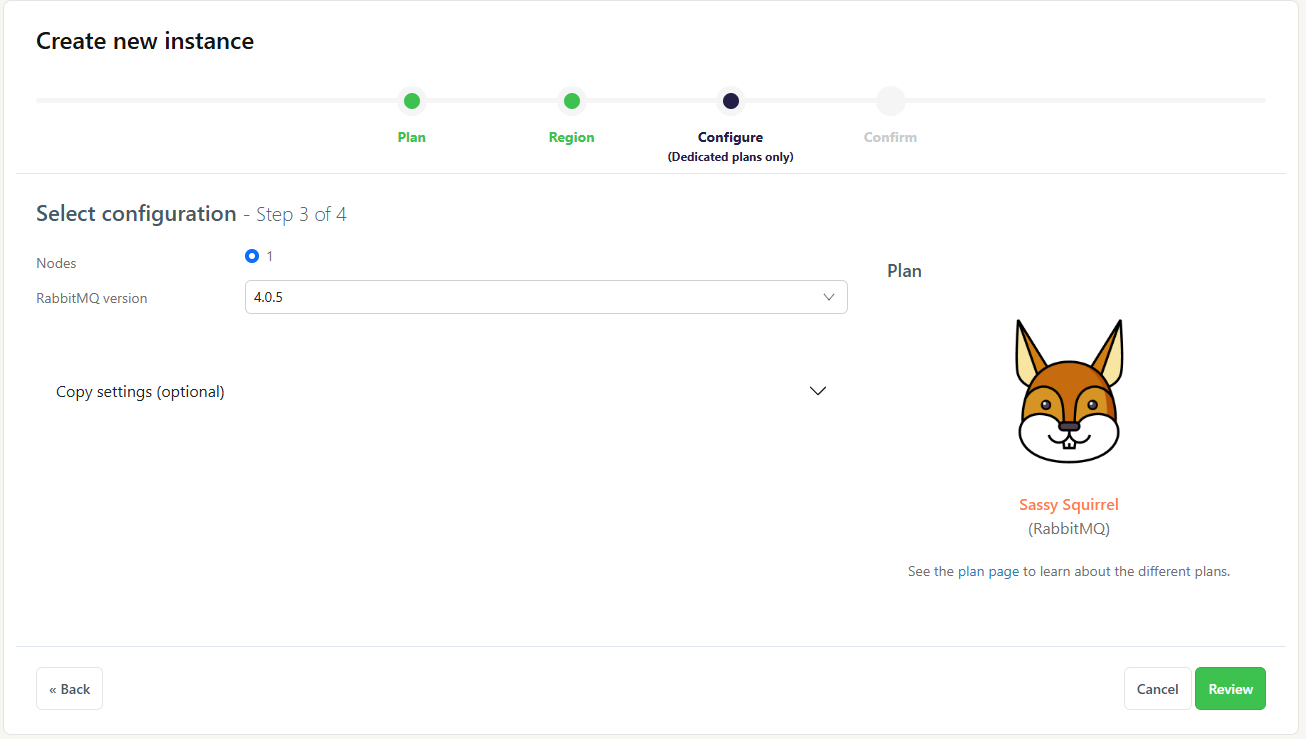 Create new instance
Plan
Region
Configure
(Dedicated plans only)
Confirm
Select configuration - Step 3 of 4
Nodes
1
RabbitMQ version
4.0.5
Copy settings (optional)
Plan
Sassy Squirrel
(RabbitMQ)
See the plan page to learn about the different plans.
« Back
Cancel
Review